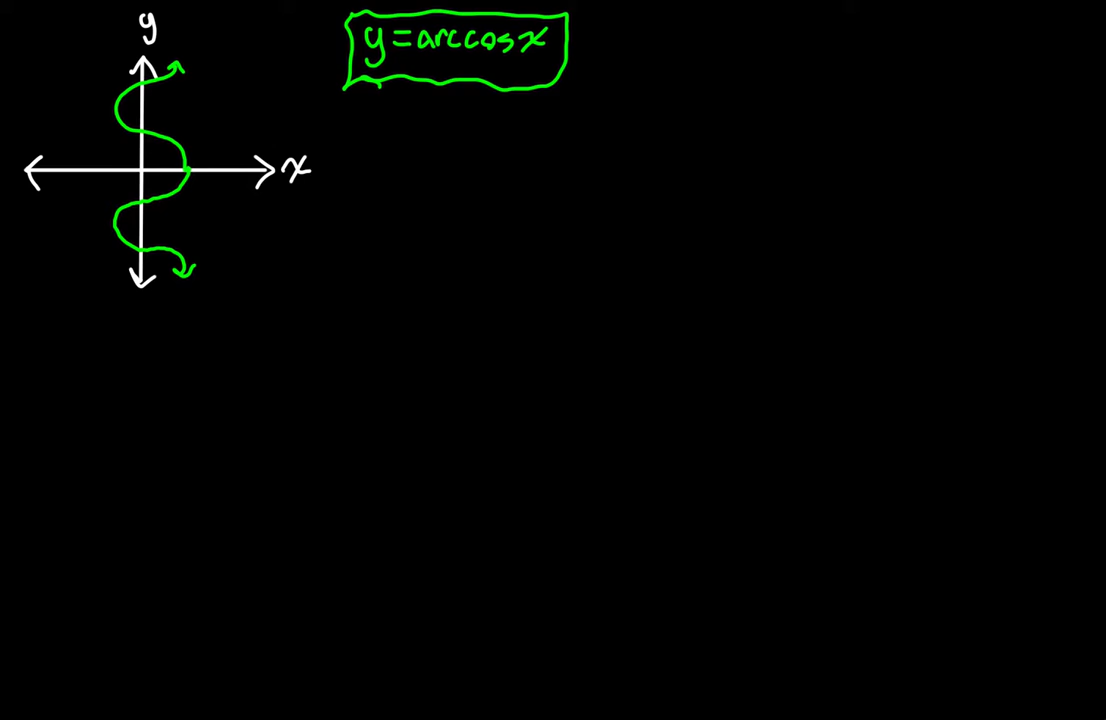 y
y = arccos x
x